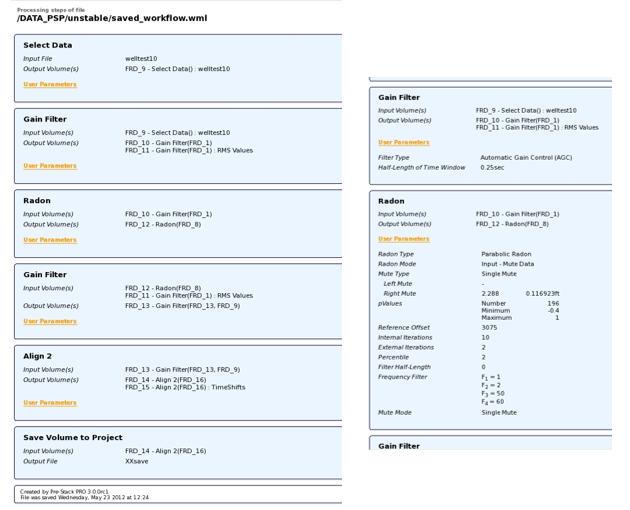 Processing steps of file
/DATA_PSP/unstable/saved_workflow.wml
Select Data
Input File welltest10
Output Volume(s) FRD_9 - Select Data() : welltest10
User Parameters
Gain Filter
Input Volume(s) FRD_9 - Select Data() : welltest10
Output Volume(s) FRD_10 - Gain Filter(FRD_1)
FRD_11 - Gain Filter(FRD_1) : RMS Values
User Parameters
Radon
Input Volume(s) FRD_10 - Gain Filter(FRD_1)
Output Volume(s) FRD_12 - Radon(FRD_8)
User Parameters
Gain Filter
Input Volume(s) FRD_12 - Radon(FRD_8)
FRD_11 - Gain Filter(FRD_1) : RMS Values
Output Volume(s) FRD_13 - Gain Filter(FRD_13, FRD_9)
User Parameters
Align 2
Input Volume(s) FRD_13 - Gain Filter(FRD_13, FRD_9)
Output Volume(s) FRD_14 - Align 2(FRD_16)
FRD_15 - Align 2(FRD_16) : TimeShifts
User Parameters
Save Volume to Project
Input Volume(s) FRD_14 - Align 2(FRD_16)
Output File XXsave
Created by Pre-Stack PRO 3.0.0rc1
File was saved Wednesday, May 23 2012 at 12:24
Gain Filter
Input Volume(s) FRD_9 - Select Data() : welltest10
Output Volume(s) FRD_10 - Gain Filter(FRD_1)
FRD_11 - Gain Filter(FRD_1) : RMS Values
User Parameters
Filter Type Automatic Gain Control (AGC)
Half-Length of Time Window 0.25sec
Radon
Input Volume(s) FRD_10 - Gain Filter(FRD_1)
Output Volume(s) FRD_12 - Radon(FRD_8)
User Parameters
Radon Type Parabolic Radon
Radon Mode Input - Mute Data
Mute Type Single Mute
Left Mute -
Right Mute 2.288 0.116923ft
pValues Number 196
Minimum -0.4
Maximum 1
Reference Offset 3075
Internal Iterations 10
External Iterations 2
Percentile 2
Filter Half-Length 0
Frequency Filter F1 = 1
F2 = 2
F3 = 50
F4 = 60
Mute Mode Single Mute
Gain Filter